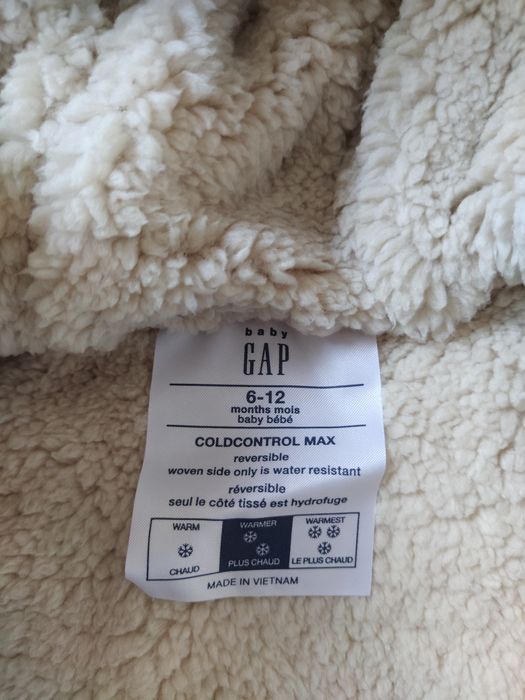 baby
GAP
6-12
months mois
baby bébé
COLDCONTROL MAX
reversible
woven side only is water resistant
réversible
seul le côté tissé est hydrofuge
WARM WARMER WARMEST
CHAUD PLUS CHAUD LE PLUS CHAUD
MADE IN VIETNAM